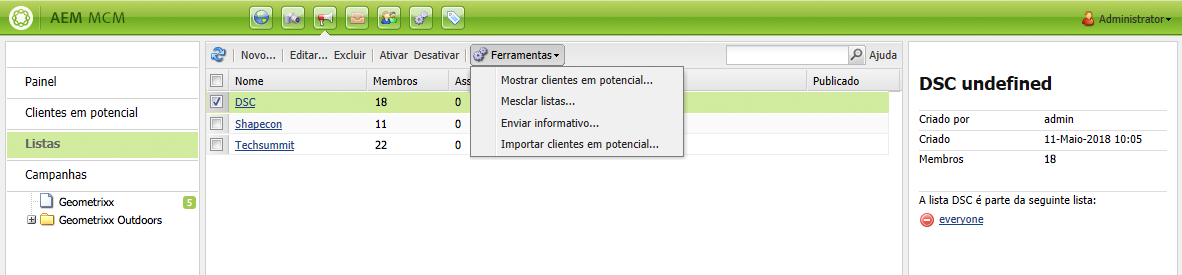 AEM MCM
Administrator
Novo... Editar... Excluir Ativar Desativar Ferramentas Ajuda
Painel
Clientes em potencial
Listas
Campanhas
Geometrixx 5
Geometrixx Outdoors
Nome Membros Ass Publicado
DSC 18 0
Shapecon 11 0
Techsummit 22 0
Mostrar clientes em potencial...
Mesclar listas...
Enviar informativo...
Importar clientes em potencial...
DSC undefined
Criado por admin
Criado 11-Maio-2018 10:05
Membros 18
A lista DSC é parte da seguinte lista:
everyone